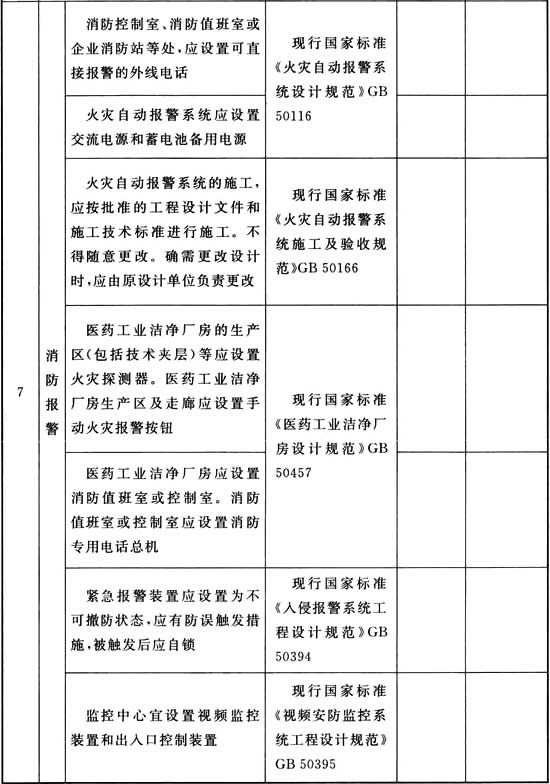 消防控制室、消防值班室或
企业消防站等处,应设置可直
接报警的外线电话
现行国家标准
《火灾自动报警系
统设计规范》GB
50116
火灾自动报警系统应设置
交流电源和蓄电池备用电源
火灾自动报警系统的施工,
应按批准的工程设计文件和
施工技术标准进行施工。不
得随意更改。确需更改设计
时,应由原设计单位负责更改
现行国家标准
《火灾自动报警系
统施工及验收规
范》GB 50166
7
消
防
报
警
医药工业洁净厂房的生产
区(包括技术夹层)等应设置
火灾探测器。医药工业洁净
厂房生产区及走廊应设置手
动火灾报警按钮
现行国家标准
《医药工业洁净厂
房设计规范》GB
50457
医药工业洁净厂房应设置
消防值班室或控制室。消防
值班室或控制室应设置消防
专用电话总机
紧急报警装置应设置为不
可撤防状态,应有防误触发措
施,被触发后应自锁
现行国家标准
《入侵报警系统工
程设计规范》GB
50394
监控中心宜设置视频监控
装置和出入口控制装置
现行国家标准
《视频安防监控系
统工程设计规范》
GB 50395